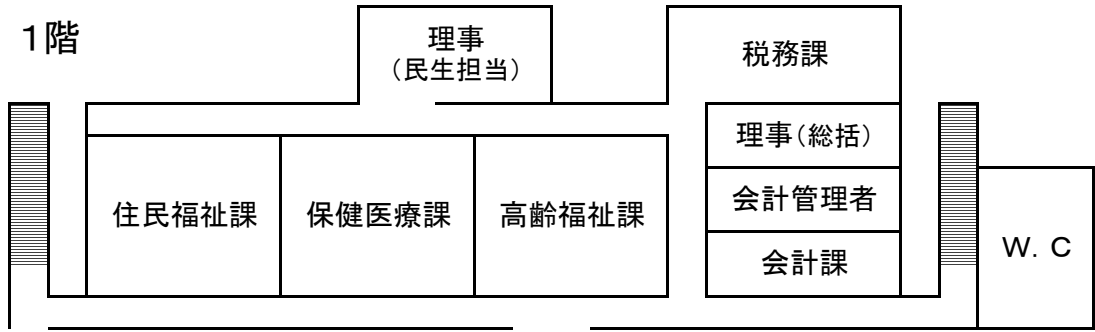 1階
理事
（民生担当）
税務課
理事（総括）
会計管理者
会計課
住民福祉課
保健医療課
高齢福祉課
W．C